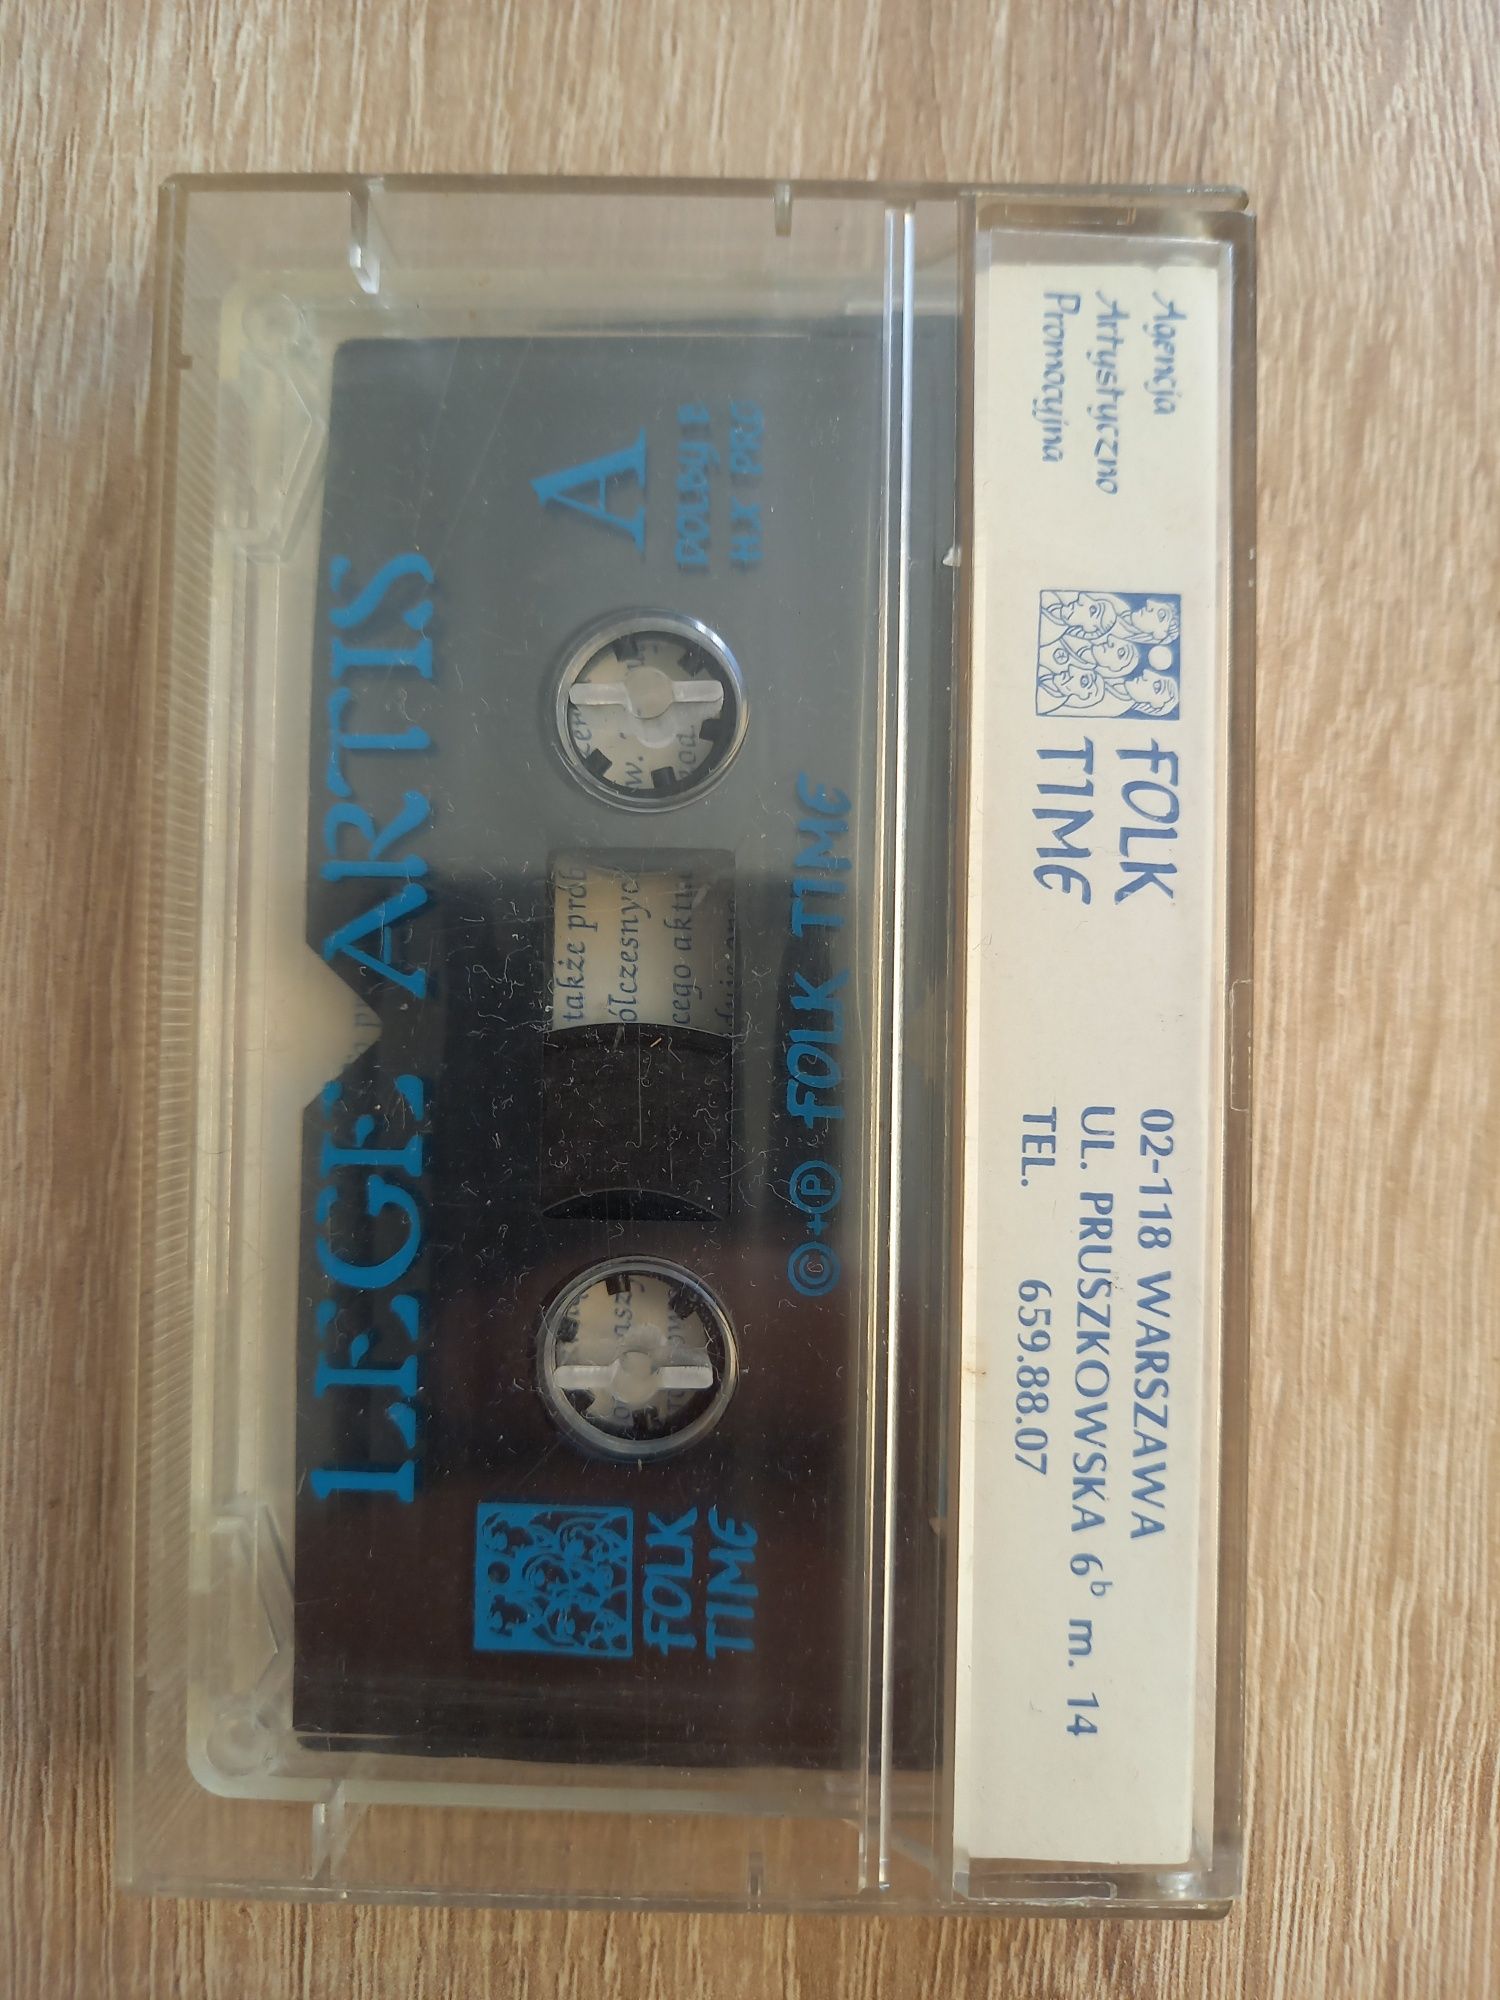 LEGE ARTIS
FOLK
TIME
A
DOLBY B
HX PRO
także prób
ółczesnyc
cego aktu
w.
©+Ⓟ FOLK TIME
Agencja
Artystyczno
Promocyjna
FOLK
TIME
02-118 WARSZAWA
UL. PRUSZKOWSKA 6ᵇ m. 14
TEL. 659.88.07